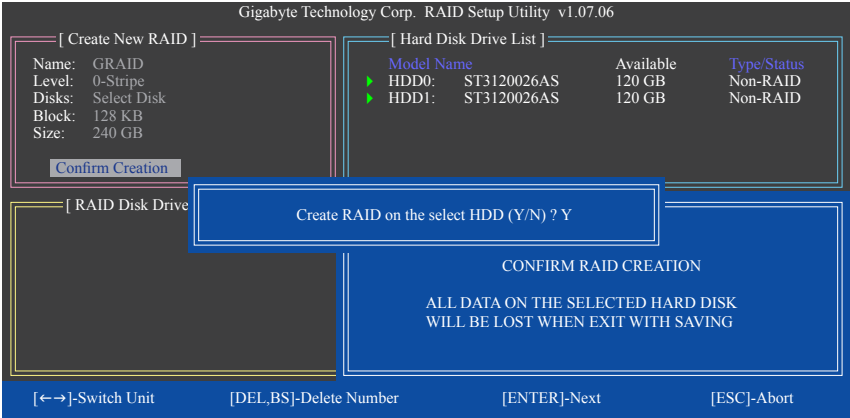 Gigabyte Technology Corp. RAID Setup Utility v1.07.06
[ Create New RAID ]
Name: GRAID
Level: 0-Stripe
Disks: Select Disk
Block: 128 KB
Size: 240 GB
Confirm Creation
[ Hard Disk Drive List ]
Model Name Available Type/Status
HDD0: ST3120026AS 120 GB Non-RAID
HDD1: ST3120026AS 120 GB Non-RAID
[ RAID Disk Drive
Create RAID on the select HDD (Y/N) ? Y
CONFIRM RAID CREATION
ALL DATA ON THE SELECTED HARD DISK
WILL BE LOST WHEN EXIT WITH SAVING
[←→]-Switch Unit [DEL,BS]-Delete Number [ENTER]-Next [ESC]-Abort